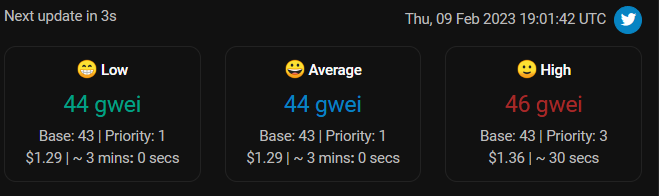 Next update in 3s
Thu, 09 Feb 2023 19:01:42 UTC
😁 Low
44 gwei
Base: 43 | Priority: 1
$1.29 | ~ 3 mins: 0 secs
😀 Average
44 gwei
Base: 43 | Priority: 1
$1.29 | ~ 3 mins: 0 secs
🙂 High
46 gwei
Base: 43 | Priority: 3
$1.36 | ~ 30 secs